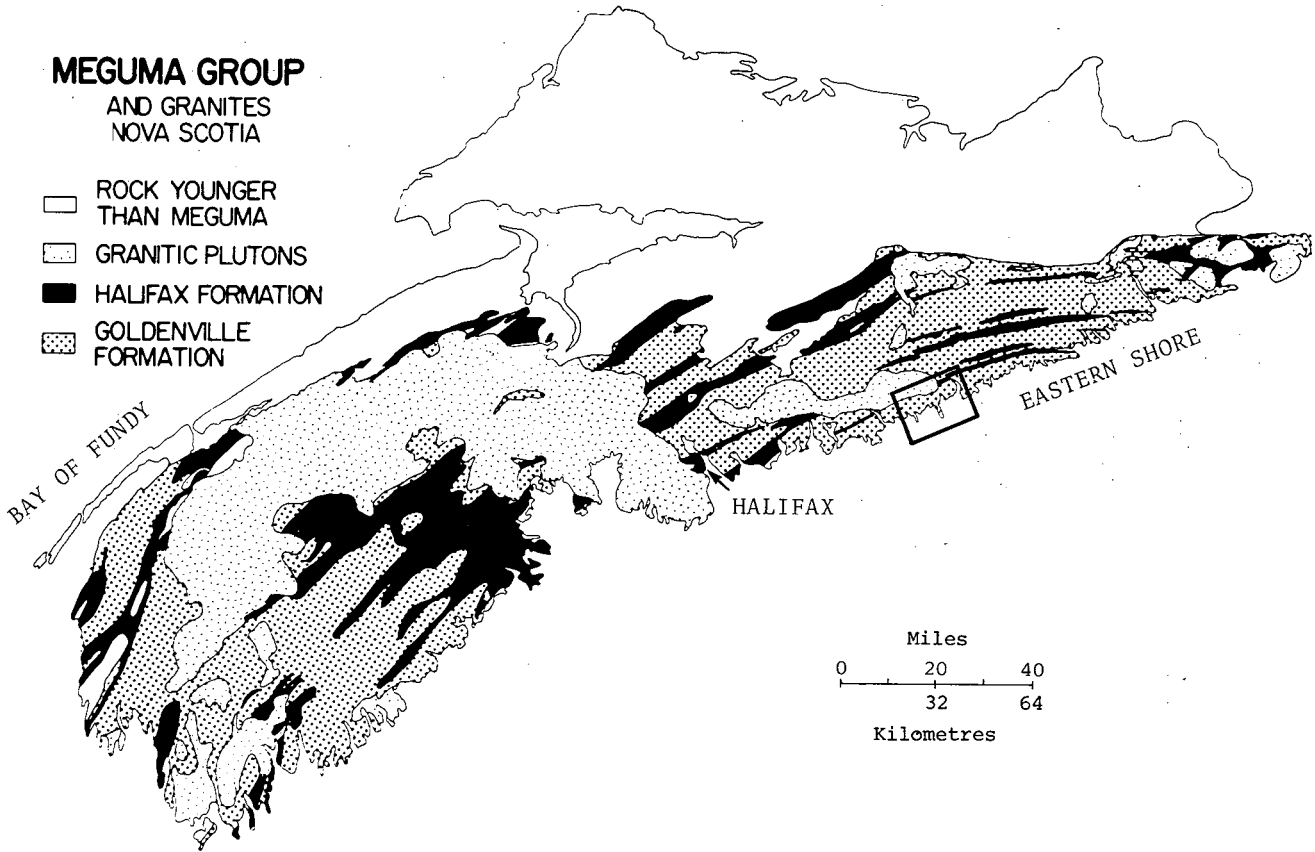 MEGUMA GROUP
AND GRANITES
NOVA SCOTIA
ROCK YOUNGER
THAN MEGUMA
GRANITIC PLUTONS
HALIFAX FORMATION
GOLDENVILLE
FORMATION
BAY OF FUNDY
EASTERN SHORE
HALIFAX
Miles
0 20 40
32 64
Kilometres